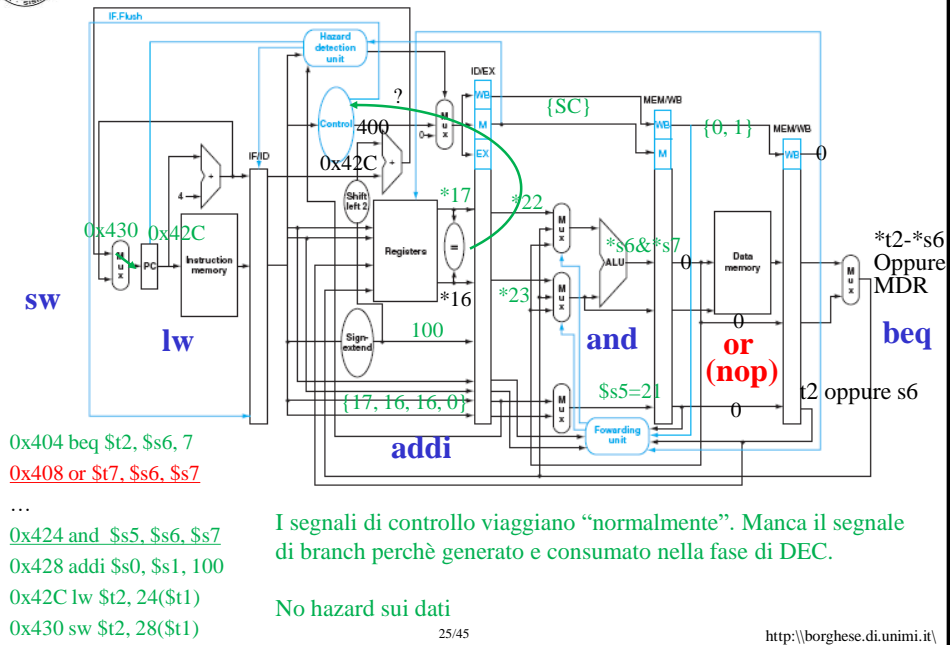 IF.Flush
Hazard
detection
unit
ID/EX
?
WB
{SC}
MEM/WB
Control
400
M
u
x
0
M
WB
{0, 1}
MEM/WB
0x42C
IF/ID
+
+
EX
M
WB
0
4
Shift
left 2
*17
*22
0x430
0x42C
M
u
x
PC
Instruction
memory
Registers
=
M
u
x
*s6&*s7
ALU
0
Data
memory
M
u
x
*t2-*s6
Oppure
MDR
*16
*23
M
u
x
sw
lw
Sign-
extend
100
and
0
or
(nop)
beq
{17, 16, 16, 0}
M
u
x
$s5=21
0
t2 oppure s6
addi
Fowarding
unit
0x404 beq $t2, $s6, 7
0x408 or $t7, $s6, $s7
…
0x424 and $s5, $s6, $s7
0x428 addi $s0, $s1, 100
0x42C lw $t2, 24($t1)
0x430 sw $t2, 28($t1)
I segnali di controllo viaggiano “normalmente”. Manca il segnale
di branch perchè generato e consumato nella fase di DEC.
No hazard sui dati
25/45
http:\\borghese.di.unimi.it\